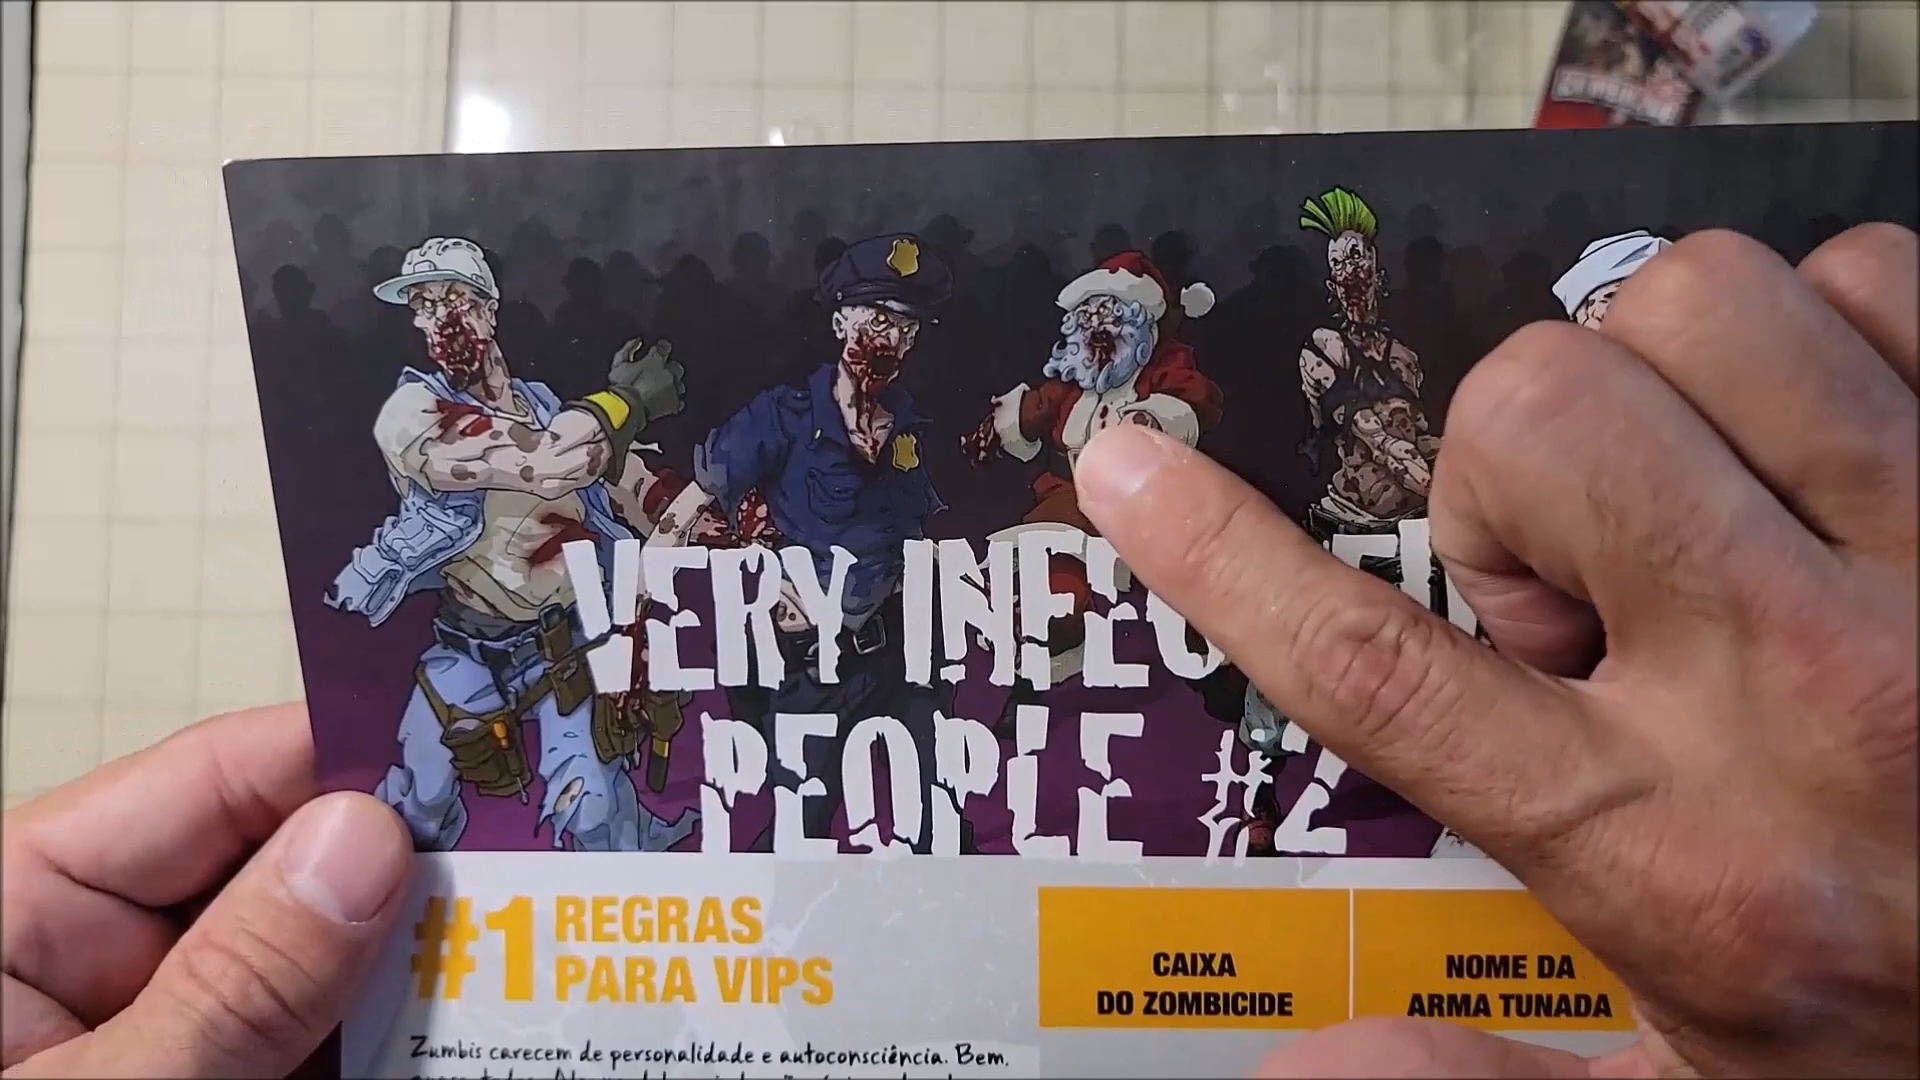 VERY
PEOPLE #2
#1 REGRAS
PARA VIPS
CAIXA
DO ZOMBICIDE
NOME DA
ARMA TUNADA
Zumbis carecem de personalidade e autoconsciência. Bem,